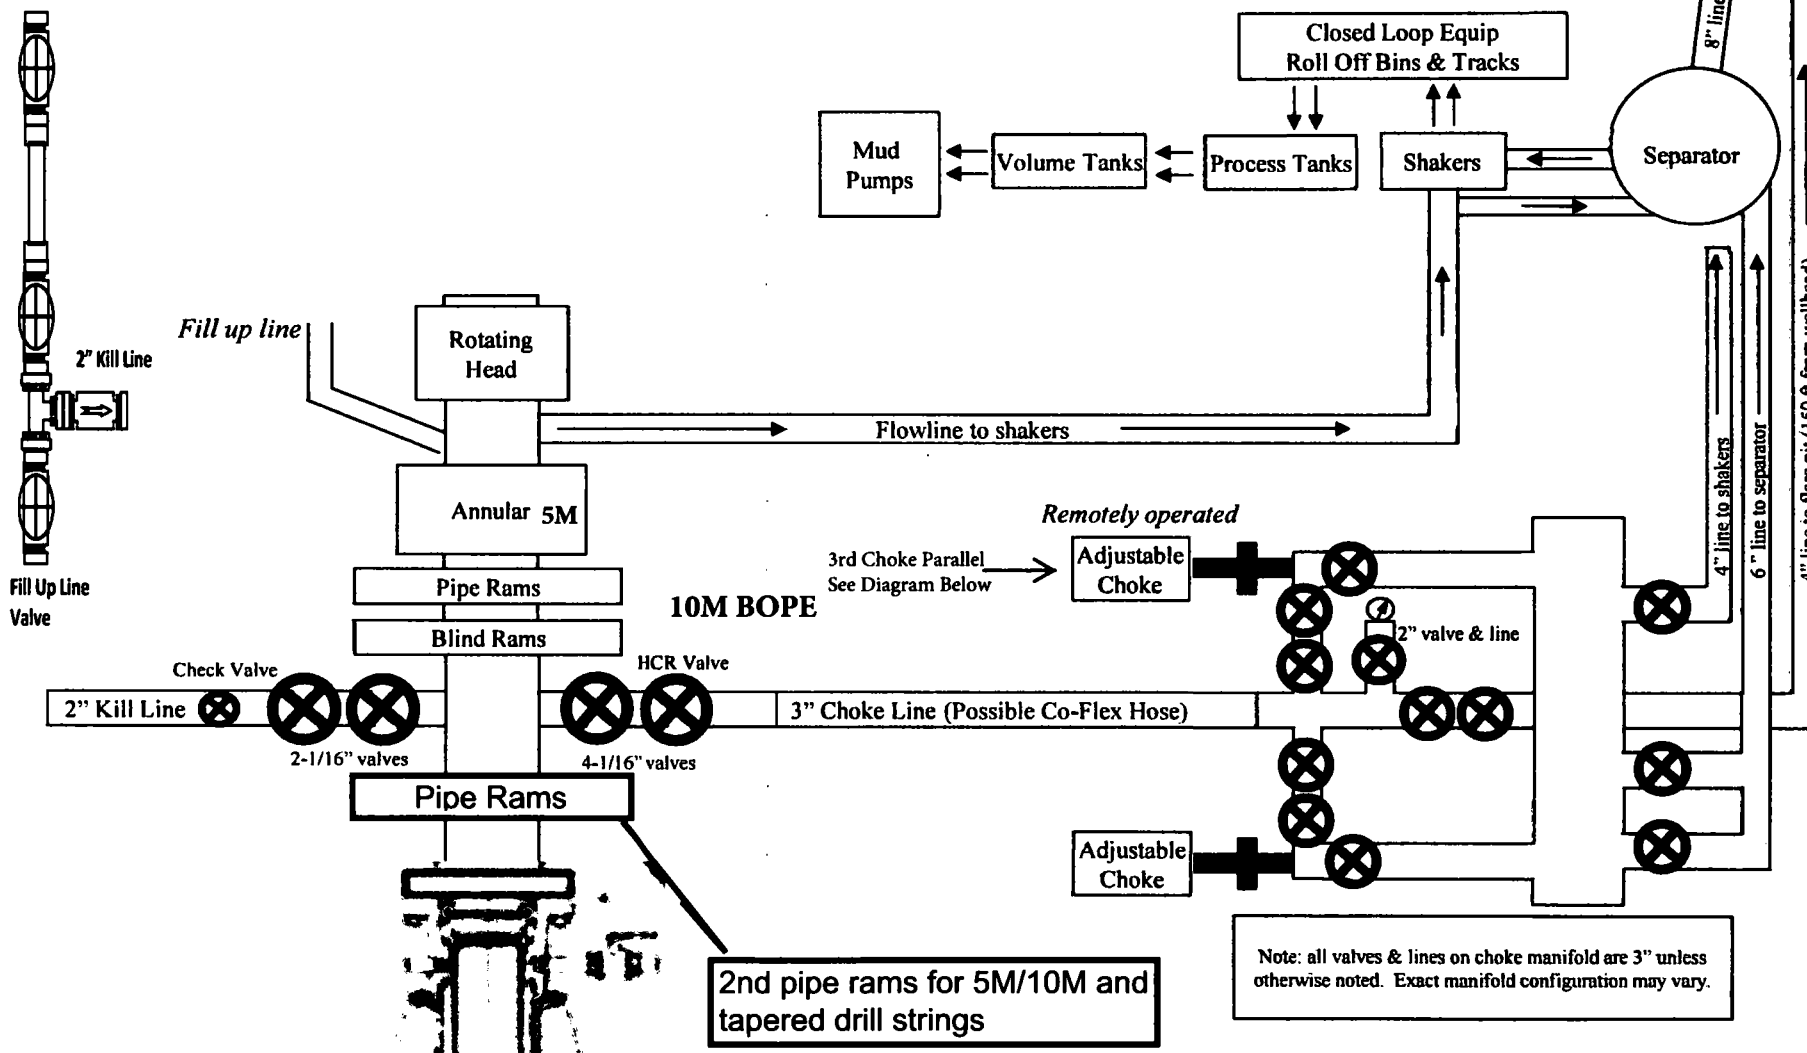 Closed Loop Equip
Roll Off Bins & Tracks
8" line
Mud
Pumps
Volume Tanks
Process Tanks
Shakers
Separator
Fill up line
Rotating
Head
2" Kill Line
Flowline to shakers
Annular 5M
Remotely operated
3rd Choke Parallel
See Diagram Below
Adjustable
Choke
4" line to shakers
6" line to separator
Fill Up Line
Valve
Pipe Rams
10M BOPE
Blind Rams
2" valve & line
Check Valve
HCR Valve
2" Kill Line
3" Choke Line (Possible Co-Flex Hose)
2-1/16" valves
4-1/16" valves
Pipe Rams
Adjustable
Choke
2nd pipe rams for 5M/10M and
tapered drill strings
Note: all valves & lines on choke manifold are 3" unless
otherwise noted. Exact manifold configuration may vary.